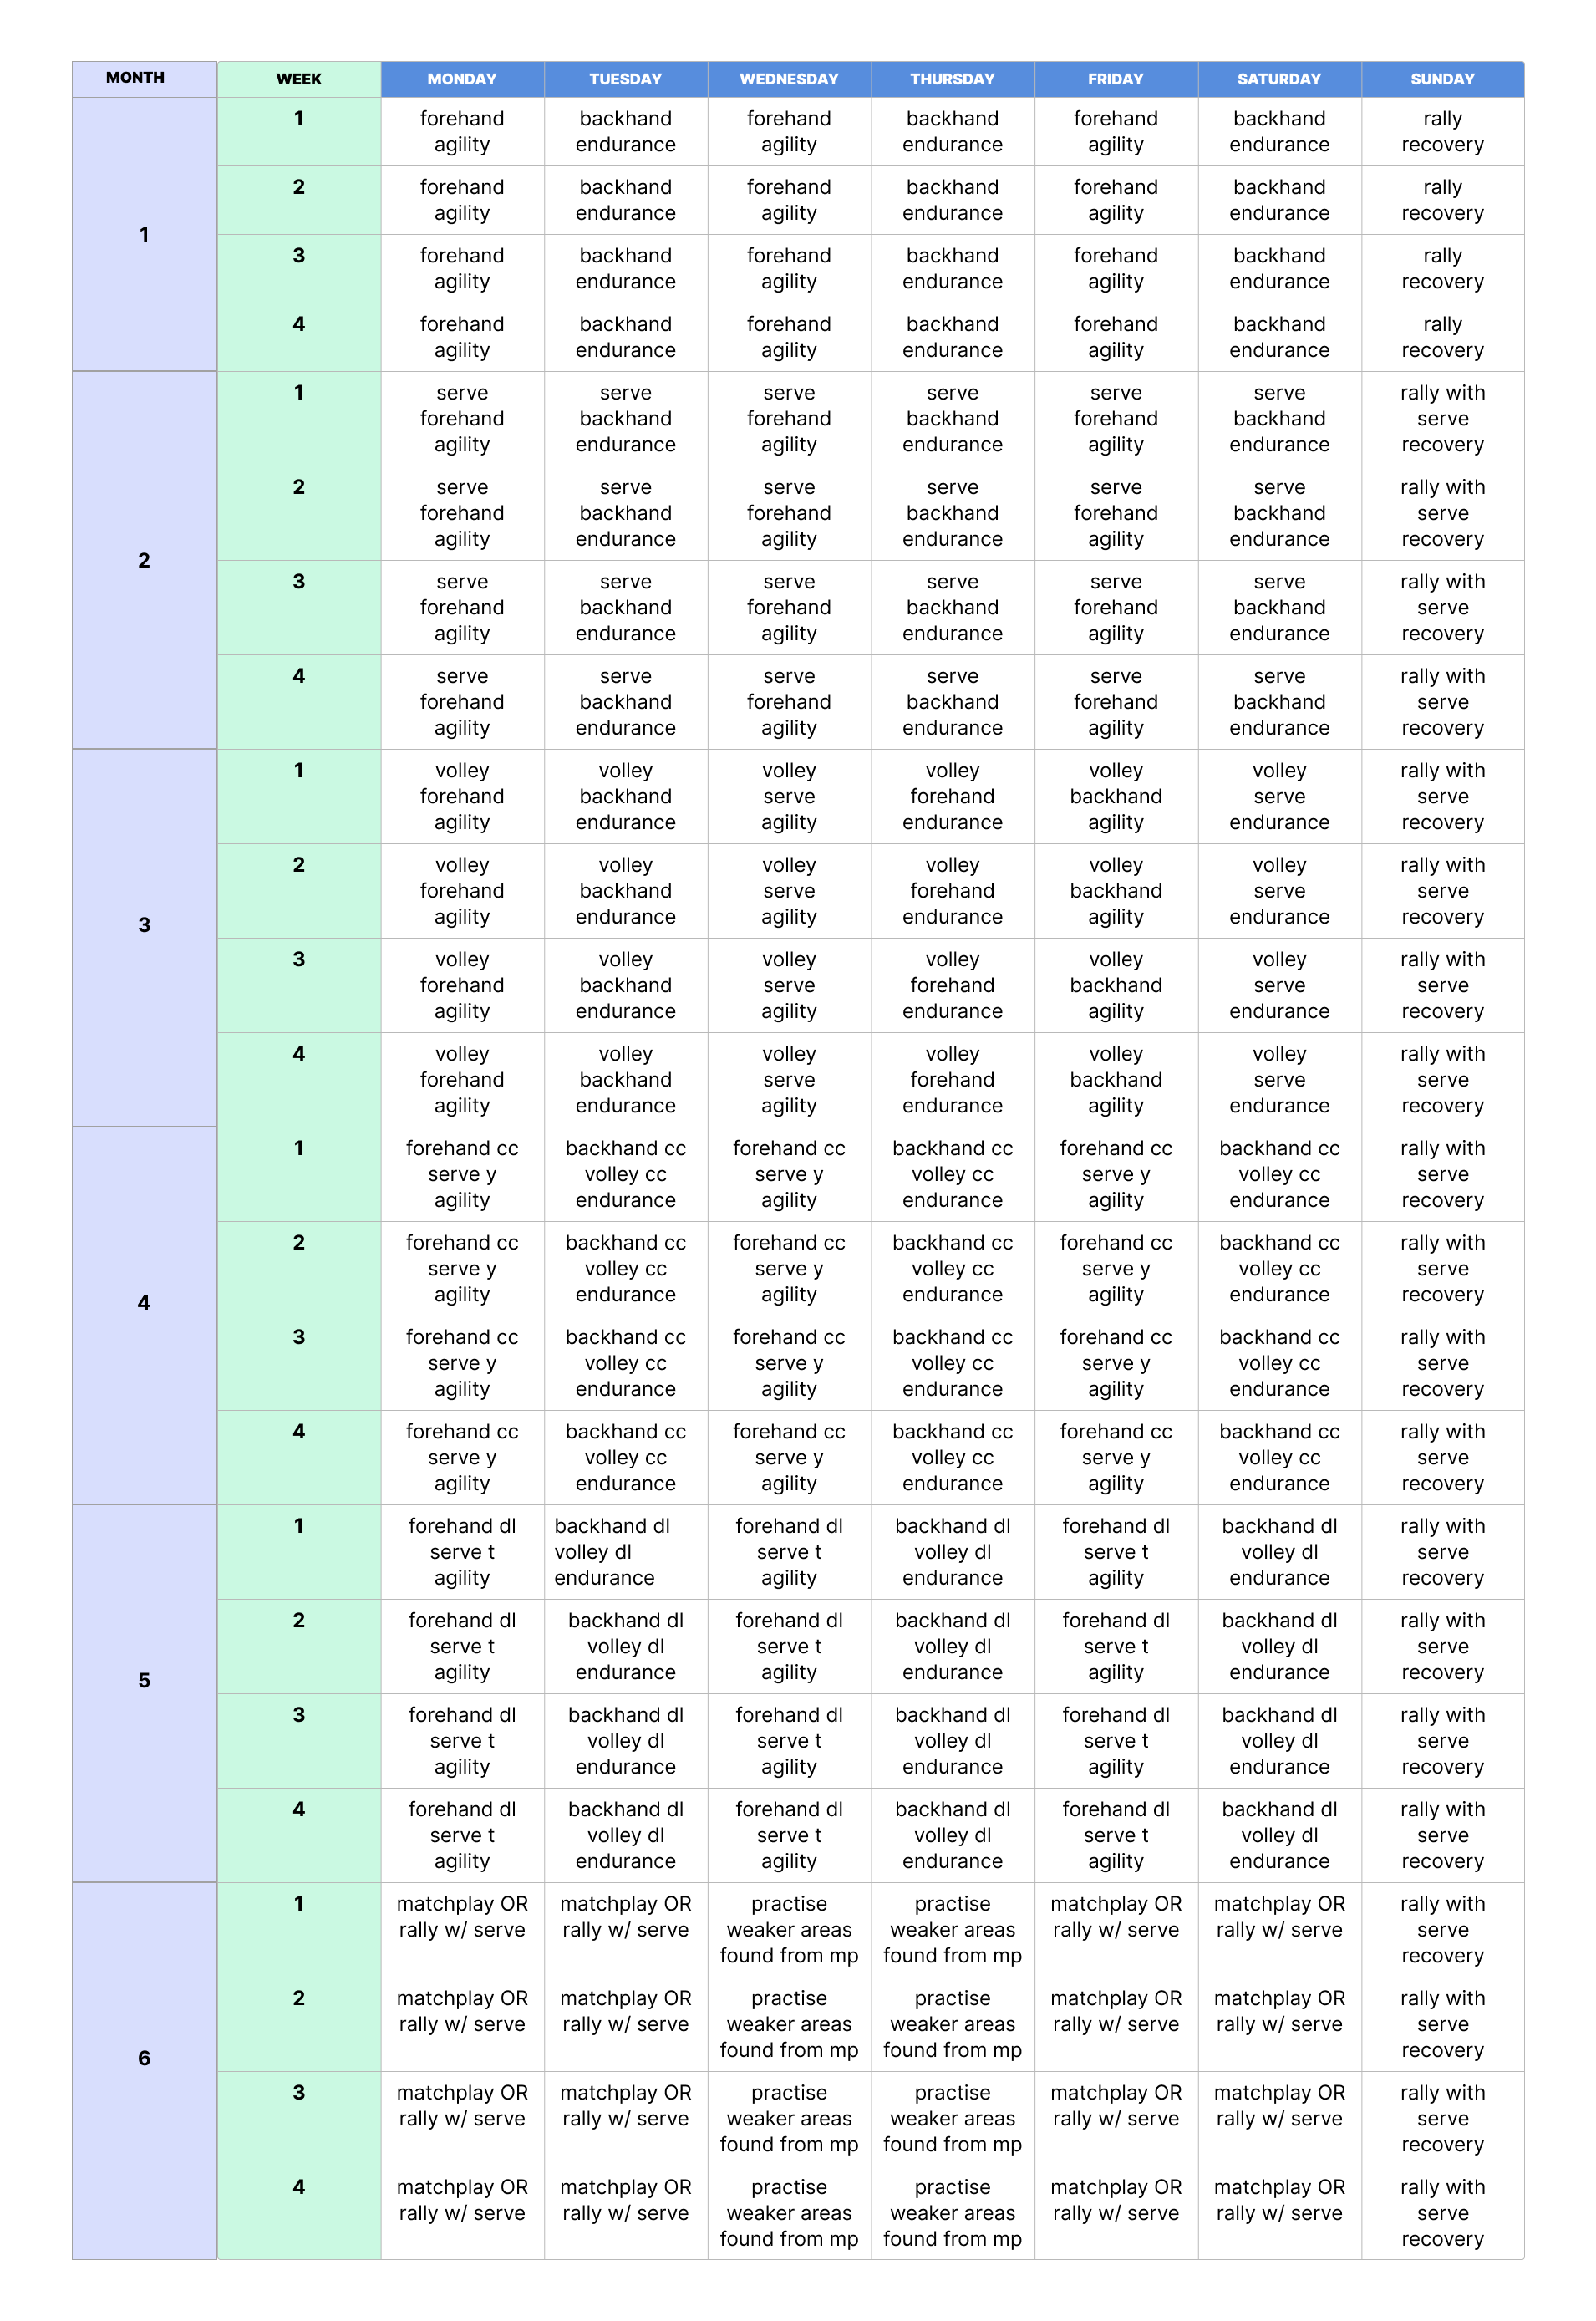 MONTH WEEK MONDAY TUESDAY WEDNESDAY THURSDAY FRIDAY SATURDAY SUNDAY
1
1 forehand backhand forehand backhand forehand backhand rally
agility endurance agility endurance agility endurance recovery
2 forehand backhand forehand backhand forehand backhand rally
agility endurance agility endurance agility endurance recovery
3 forehand backhand forehand backhand forehand backhand rally
agility endurance agility endurance agility endurance recovery
4 forehand backhand forehand backhand forehand backhand rally
agility endurance agility endurance agility endurance recovery
2
1 serve serve serve serve serve serve rally with
forehand backhand forehand backhand forehand backhand serve
agility endurance agility endurance agility endurance recovery
2 serve serve serve serve serve serve rally with
forehand backhand forehand backhand forehand backhand serve
agility endurance agility endurance agility endurance recovery
3 serve serve serve serve serve serve rally with
forehand backhand forehand backhand forehand backhand serve
agility endurance agility endurance agility endurance recovery
4 serve serve serve serve serve serve rally with
forehand backhand forehand backhand forehand backhand serve
agility endurance agility endurance agility endurance recovery
3
1 volley volley volley volley volley volley rally with
forehand backhand serve forehand backhand serve serve
agility endurance agility endurance agility endurance recovery
2 volley volley volley volley volley volley rally with
forehand backhand serve forehand backhand serve serve
agility endurance agility endurance agility endurance recovery
3 volley volley volley volley volley volley rally with
forehand backhand serve forehand backhand serve serve
agility endurance agility endurance agility endurance recovery
4 volley volley volley volley volley volley rally with
forehand backhand serve forehand backhand serve serve
agility endurance agility endurance agility endurance recovery
4
1 forehand cc backhand cc forehand cc backhand cc forehand cc backhand cc rally with
serve y volley cc serve y volley cc serve y volley cc serve
agility endurance agility endurance agility endurance recovery
2 forehand cc backhand cc forehand cc backhand cc forehand cc backhand cc rally with
serve y volley cc serve y volley cc serve y volley cc serve
agility endurance agility endurance agility endurance recovery
3 forehand cc backhand cc forehand cc backhand cc forehand cc backhand cc rally with
serve y volley cc serve y volley cc serve y volley cc serve
agility endurance agility endurance agility endurance recovery
4 forehand cc backhand cc forehand cc backhand cc forehand cc backhand cc rally with
serve y volley cc serve y volley cc serve y volley cc serve
agility endurance agility endurance agility endurance recovery
5
1 forehand dl backhand dl forehand dl backhand dl forehand dl backhand dl rally with
serve t volley dl serve t volley dl serve t volley dl serve
agility endurance agility endurance agility endurance recovery
2 forehand dl backhand dl forehand dl backhand dl forehand dl backhand dl rally with
serve t volley dl serve t volley dl serve t volley dl serve
agility endurance agility endurance agility endurance recovery
3 forehand dl backhand dl forehand dl backhand dl forehand dl backhand dl rally with
serve t volley dl serve t volley dl serve t volley dl serve
agility endurance agility endurance agility endurance recovery
4 forehand dl backhand dl forehand dl backhand dl forehand dl backhand dl rally with
serve t volley dl serve t volley dl serve t volley dl serve
agility endurance agility endurance agility endurance recovery
6
1 matchplay OR matchplay OR practise practise matchplay OR matchplay OR rally with
rally w/ serve rally w/ serve weaker areas weaker areas rally w/ serve rally w/ serve serve
found from mp found from mp recovery
2 matchplay OR matchplay OR practise practise matchplay OR matchplay OR rally with
rally w/ serve rally w/ serve weaker areas weaker areas rally w/ serve rally w/ serve serve
found from mp found from mp recovery
3 matchplay OR matchplay OR practise practise matchplay OR matchplay OR rally with
rally w/ serve rally w/ serve weaker areas weaker areas rally w/ serve rally w/ serve serve
found from mp found from mp recovery
4 matchplay OR matchplay OR practise practise matchplay OR matchplay OR rally with
rally w/ serve rally w/ serve weaker areas weaker areas rally w/ serve rally w/ serve serve
found from mp found from mp recovery